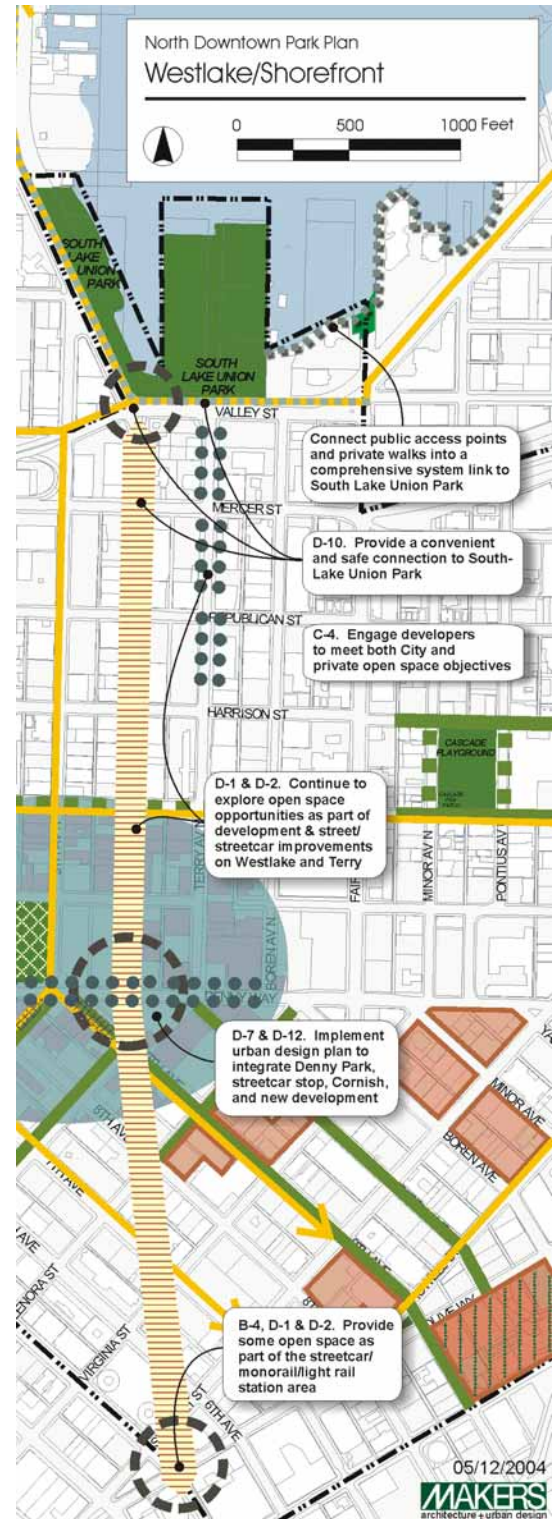 North Downtown Park Plan
Westlake/Shorefront
0 500 1000 Feet
SOUTH
LAKE
UNION
PARK
SOUTH
LAKE UNION
PARK
VALLEY ST
Connect public access points
and private walks into a
comprehensive system link to
South Lake Union Park
MERCER ST
D-10. Provide a convenient
and safe connection to South-
Lake Union Park
REPUBLICAN ST
C-4. Engage developers
to meet both City and
private open space objectives
HARRISON ST
CASCADE
PLAYGROUND
D-1 & D-2. Continue to
explore open space
opportunities as part of
development & street/
streetcar improvements
on Westlake and Terry
TERRY AV N
BOREN AV N
MINOR AV N
PONTIUS AV
DENNY WAY
D-7 & D-12. Implement
urban design plan to
integrate Denny Park,
streetcar stop, Cornish,
and new development
MINOR AVE
BOREN AVE
8TH AVE
VIRGINIA ST
B-4, D-1 & D-2. Provide
some open space as
part of the streetcar/
monorail/light rail
station area
6TH AVE
05/12/2004
MAKERS
architecture + urban design